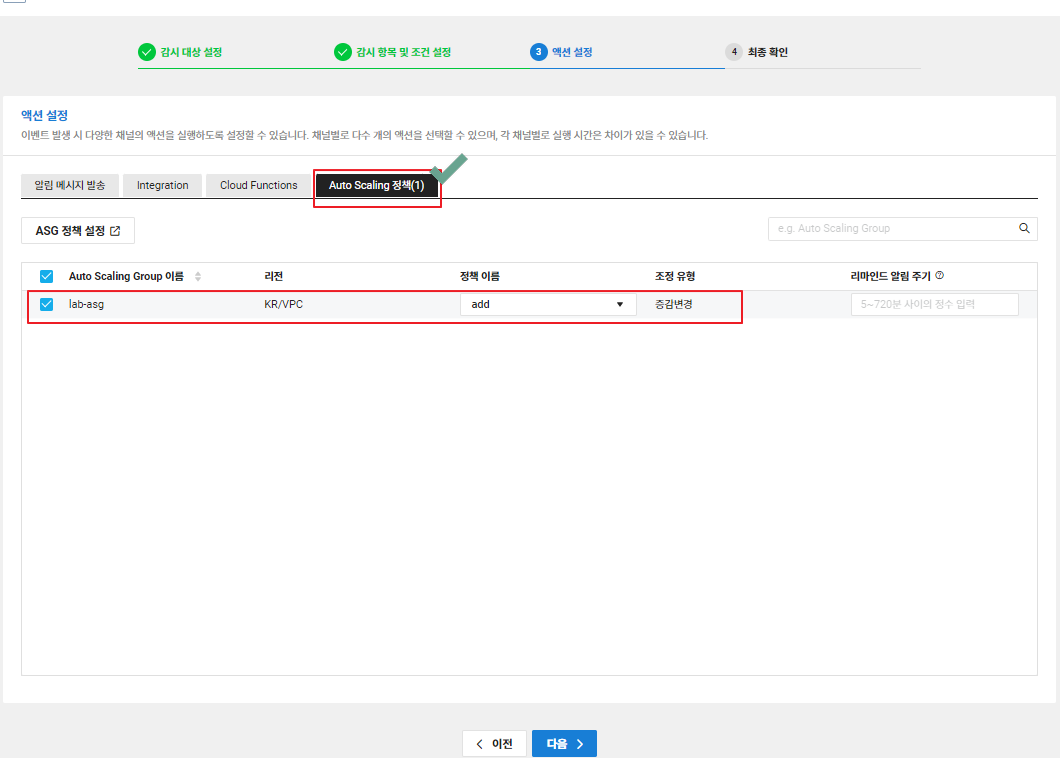 감시 대상 설정 감시 항목 및 조건 설정 3 액션 설정 4 최종 확인
액션 설정
이벤트 발생 시 다양한 채널의 액션을 실행하도록 설정할 수 있습니다. 채널별로 다수 개의 액션을 선택할 수 있으며, 각 채널별로 실행 시간은 차이가 있을 수 있습니다.
알림 메시지 발송 Integration Cloud Functions Auto Scaling 정책(1)
ASG 정책 설정 e.g. Auto Scaling Group
Auto Scaling Group 이름 리전 정책 이름 조정 유형 리마인드 알림 주기 ?
lab-asg KR/VPC add 증감변경 5~720분 사이의 정수 입력
이전 다음